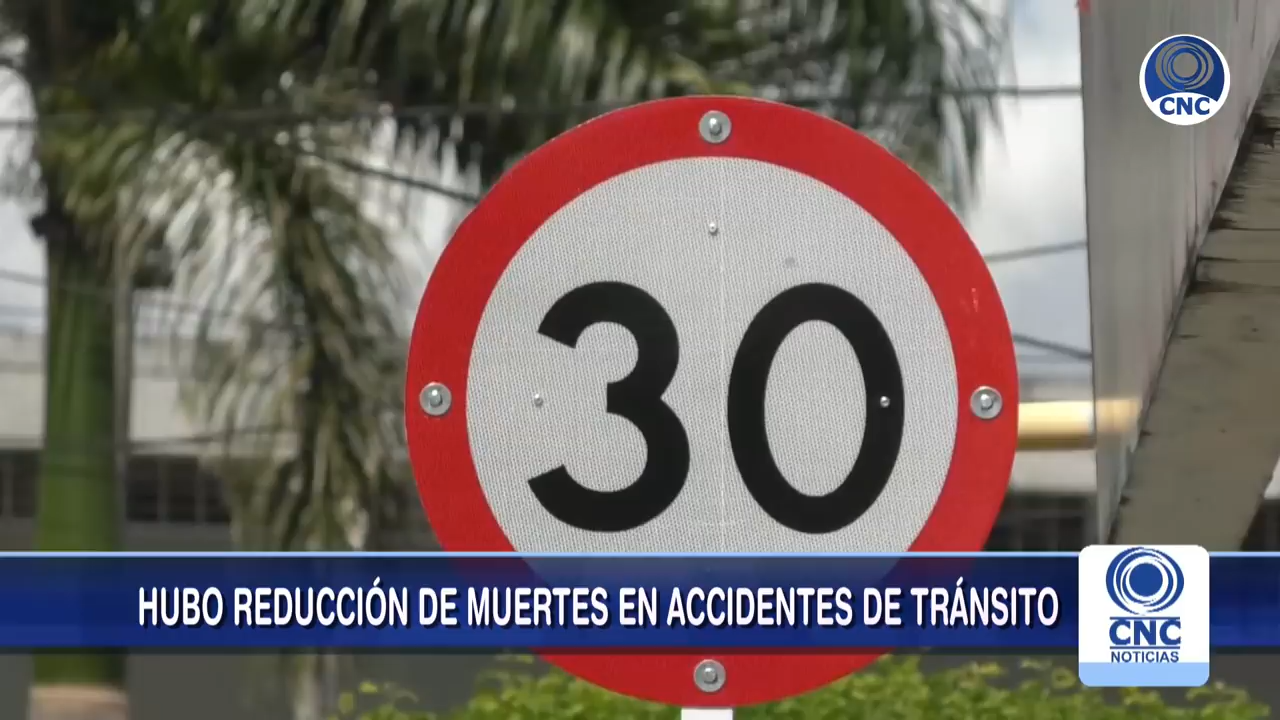 CNC
30
HUBO REDUCCIÓN DE MUERTES EN ACCIDENTES DE TRÁNSITO
CNC
NOTICIAS